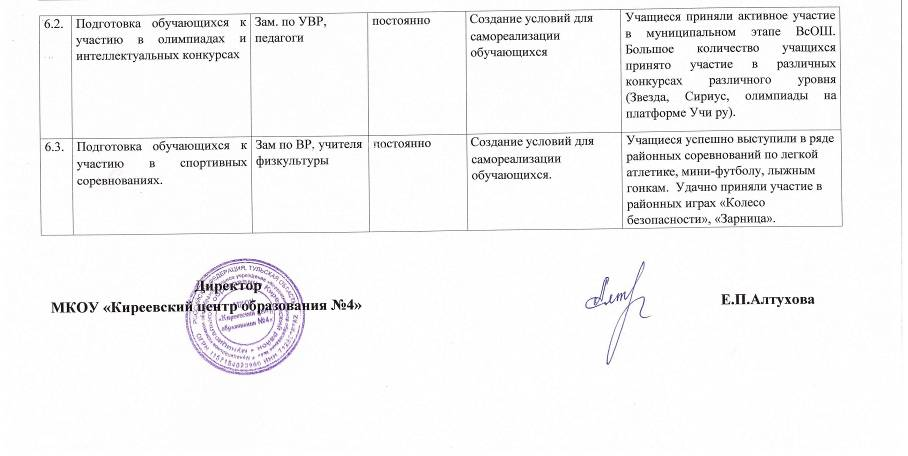 6.2. Подготовка обучающихся к участию в олимпиадах и интеллектуальных конкурсах
Зам. по УВР, педагоги
постоянно
Создание условий для самореализации обучающихся
Учащиеся приняли активное участие
в муниципальном этапе ВсОШ.
Большое количество учащихся
принято участие в различных
конкурсах различного уровня
(Звезда, Сириус, олимпиады на
платформе Учи ру).
6.3. Подготовка обучающихся к
участию в спортивных
соревнованиях.
Зам по ВР, учителя
физкультуры
постоянно
Создание условий для
самореализации
обучающихся.
Учащиеся успешно выступили в ряде
районных соревнований по легкой
атлетике, мини-футболу, лыжным
гонкам. Удачно приняли участие в
районных играх «Колесо
безопасности», «Зарница».
Директор
МКОУ «Киреевский центр образования №4»
Е.П.Алтухова